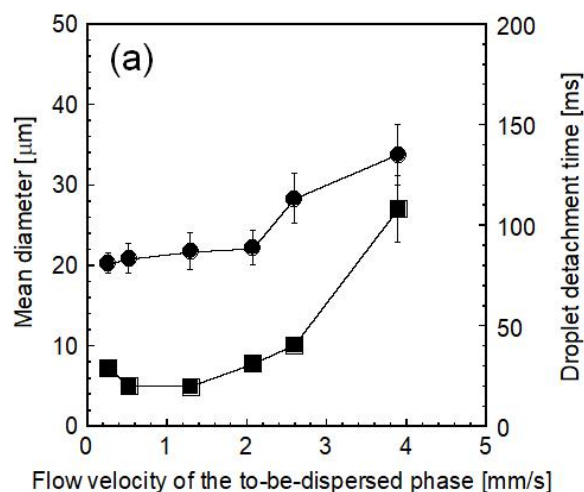 (a)
Mean diameter [μm]
50
40
30
20
10
0
Droplet detachment time [ms]
200
150
100
50
0
0 1 2 3 4 5
Flow velocity of the to-be-dispersed phase [mm/s]